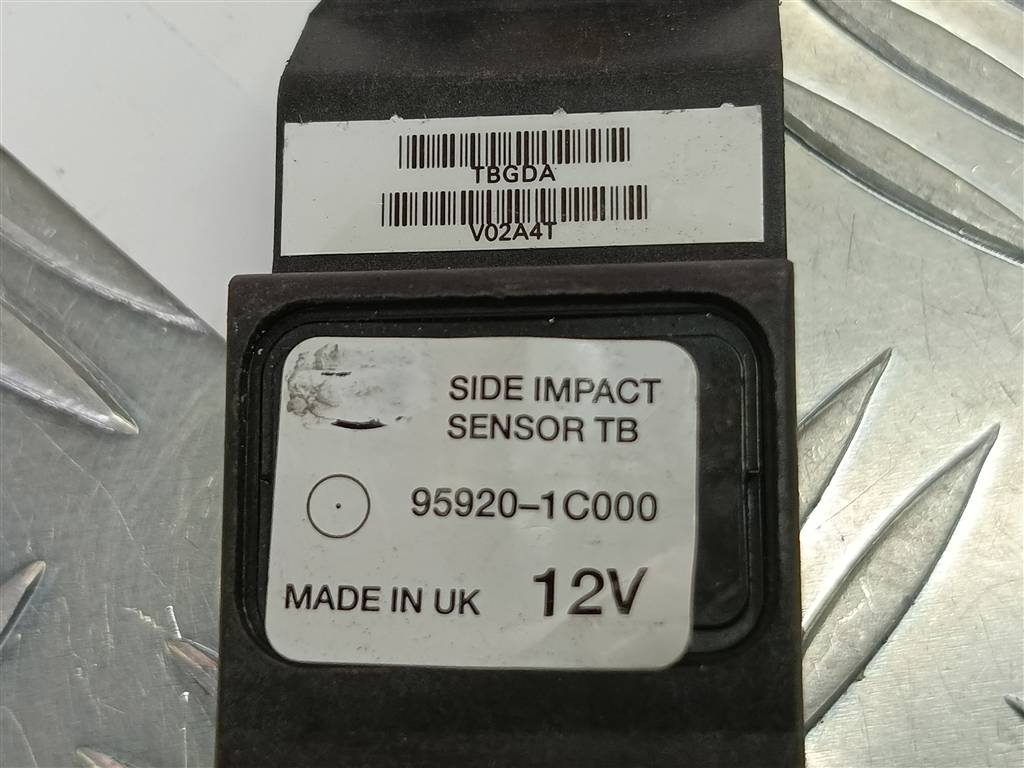 TBGDA
V02A4T
SIDE IMPACT
SENSOR TB
95920-1C000
MADE IN UK 12V